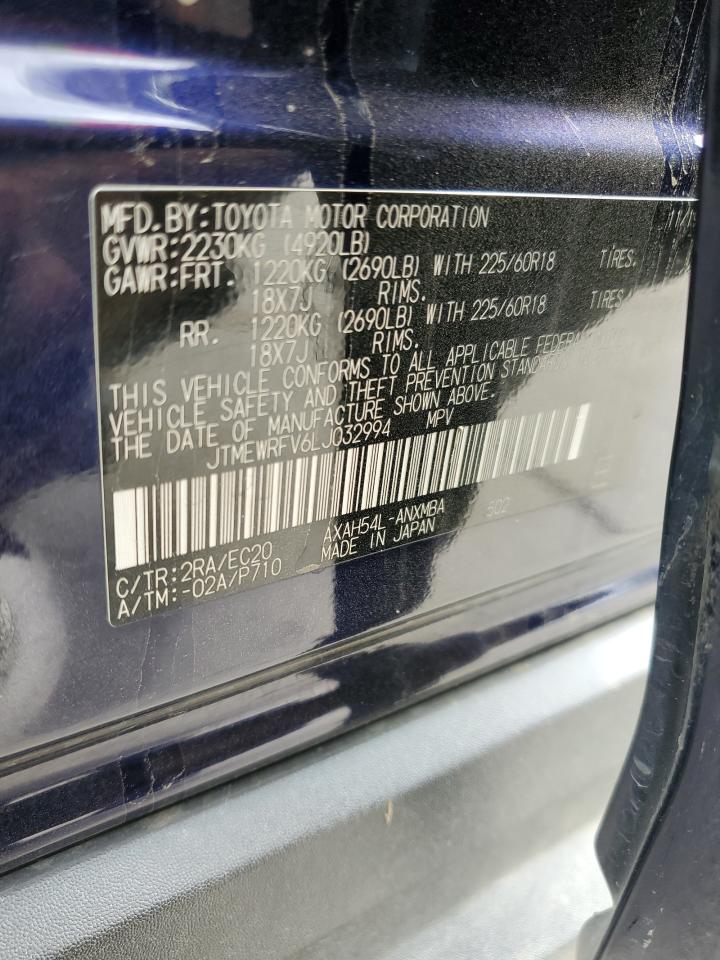 MFD.BY:TOYOTA MOTOR CORPORATION
GVWR:2230KG (4920LB)
GAWR:FRT. 1220KG (2690LB) WITH 225/60R18 TIRES.
18X7J RIMS.
RR. 1220KG (2690LB) WITH 225/60R18 TIRES
18X7J RIMS.
THIS VEHICLE CONFORMS TO ALL APPLICABLE FEDERAL
VEHICLE SAFETY AND THEFT PREVENTION STANDARDS
THE DATE OF MANUFACTURE SHOWN ABOVE.
JTMEWRFV6LJ032994 MPV
C/TR:2RA/EC20 AXAH54L-ANXMBA 502
A/TM:-02A/P710 MADE IN JAPAN